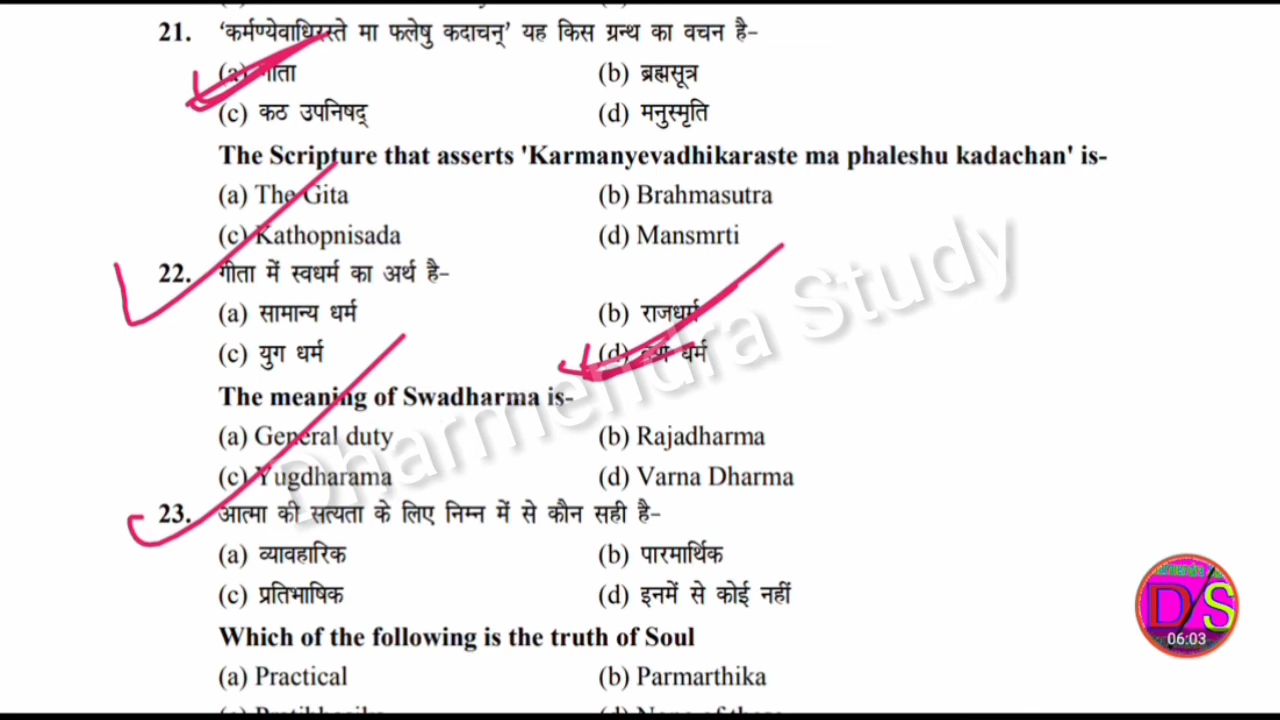 21. ‘कर्मण्येवाधिरस्ते मा फलेषु कदाचन्’ यह किस ग्रन्थ का वचन है–
(a) गीता (b) ब्रह्मसूत्र
(c) कठ उपनिषद् (d) मनुस्मृति
The Scripture that asserts 'Karmanyevadhikaraste ma phaleshu kadachan' is-
(a) The Gita (b) Brahmasutra
(c) Kathopnisada (d) Mansmrti
22. गीता में स्वधर्म का अर्थ है–
(a) सामान्य धर्म (b) राजधर्म
(c) युग धर्म (d) धर्म
The meaning of Swadharma is-
(a) General duty (b) Rajadharma
(c) Yugdharama (d) Varna Dharma
23. आत्मा की सत्यता के लिए निम्न में से कौन सही है–
(a) व्यावहारिक (b) पारमार्थिक
(c) प्रतिभाषिक (d) इनमें से कोई नहीं
Which of the following is the truth of Soul
(a) Practical (b) Parmarthika
Dharmendra Study
D/S
06:03